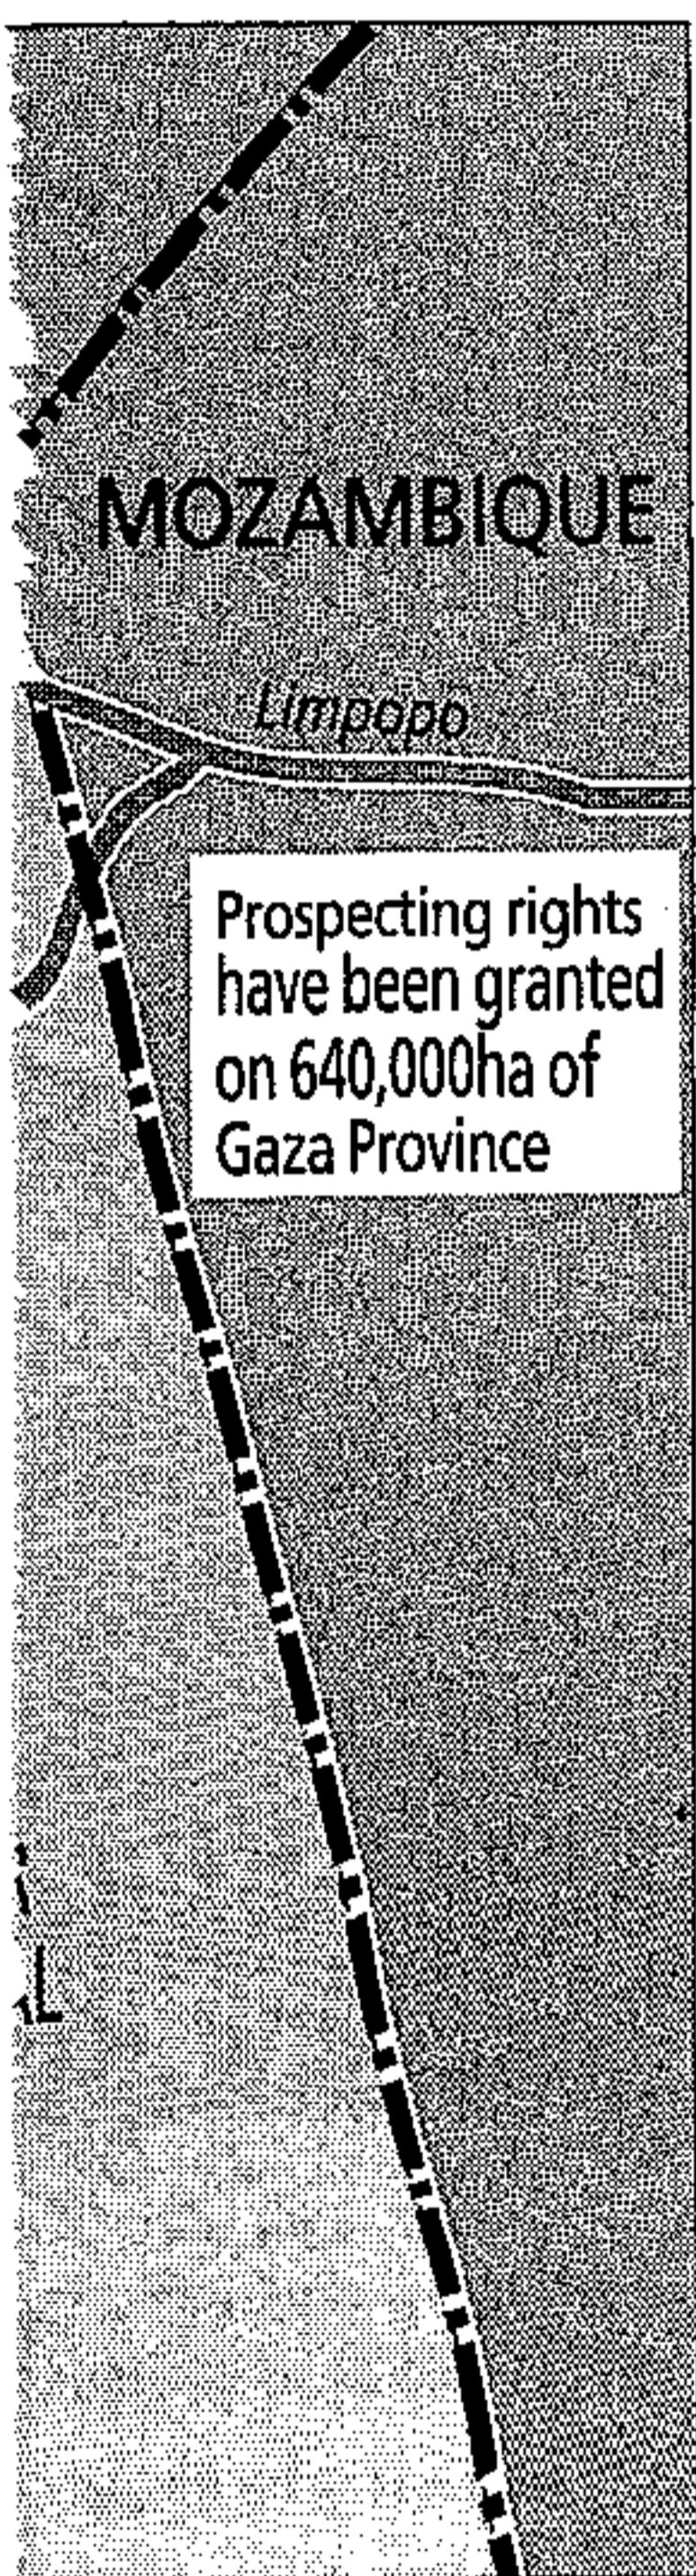 MOZAMBIQUE
Limpopo
Prospecting rights
have been granted
on 640,000ha of
Gaza Province